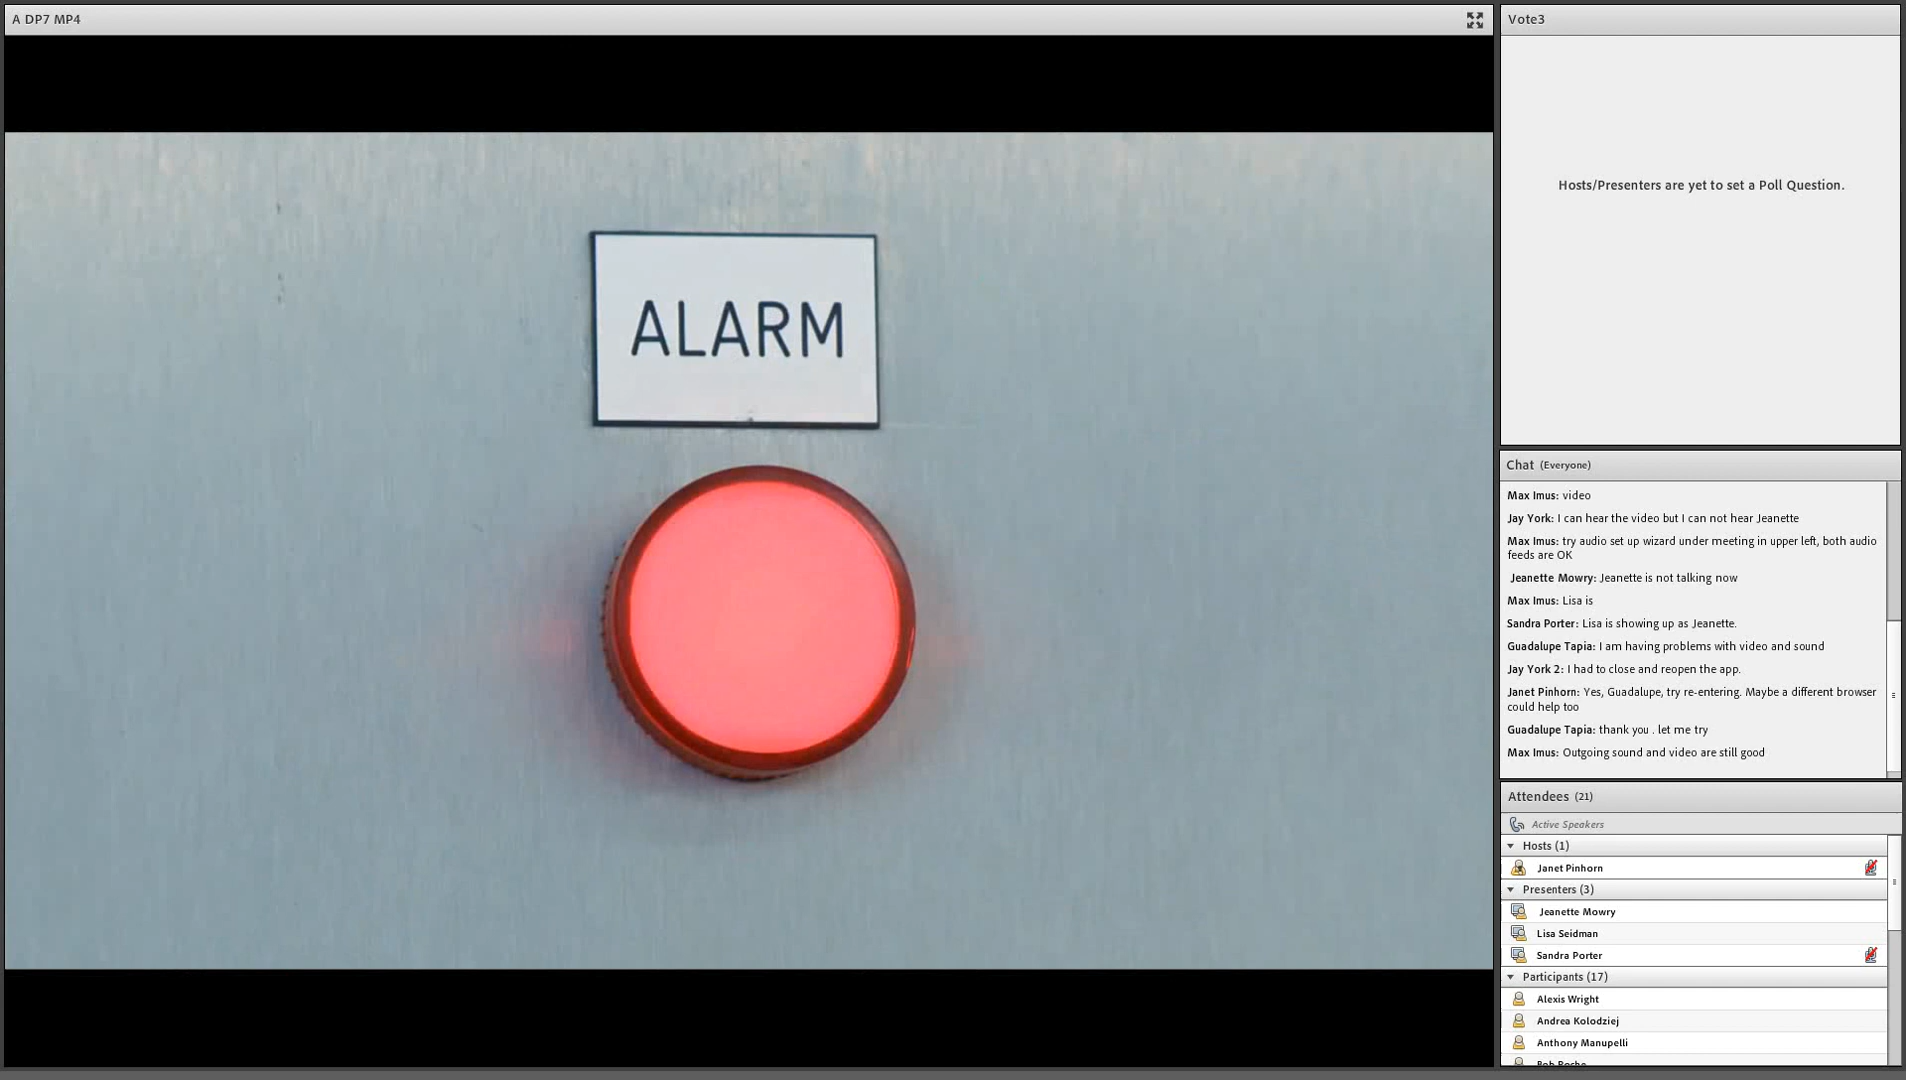 A DP7 MP4
ALARM
Vote3
Hosts/Presenters are yet to set a Poll Question.
Chat (Everyone)
Max Imus: video
Jay York: I can hear the video but I can not hear Jeanette
Max Imus: try audio set up wizard under meeting in upper left, both audio
feeds are OK
Jeanette Mowry: Jeanette is not talking now
Max Imus: Lisa is
Sandra Porter: Lisa is showing up as Jeanette.
Guadalupe Tapia: I am having problems with video and sound
Jay York 2: I had to close and reopen the app.
Janet Pinhorn: Yes, Guadalupe, try re-entering. Maybe a different browser
could help too
Guadalupe Tapia: thank you . let me try
Max Imus: Outgoing sound and video are still good
Attendees (21)
Active Speakers
Hosts (1)
Janet Pinhorn
Presenters (3)
Jeanette Mowry
Lisa Seidman
Sandra Porter
Participants (17)
Alexis Wright
Andrea Kolodziej
Anthony Manupelli